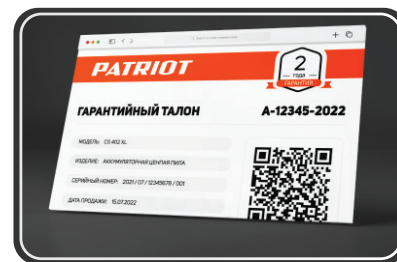 PATRIOT
2
ГОДА
ГАРАНТИЯ
ГАРАНТИЙНЫЙ ТАЛОН
A-12345-2022
МОДЕЛЬ: CS 402 XL
ИЗДЕЛИЕ: АККУМУЛЯТОРНАЯ ЦЕПНАЯ ПИЛА
СЕРИЙНЫЙ НОМЕР: 2021 / 07 / 12345678 / 001
ДАТА ПРОДАЖИ: 15.07.2022